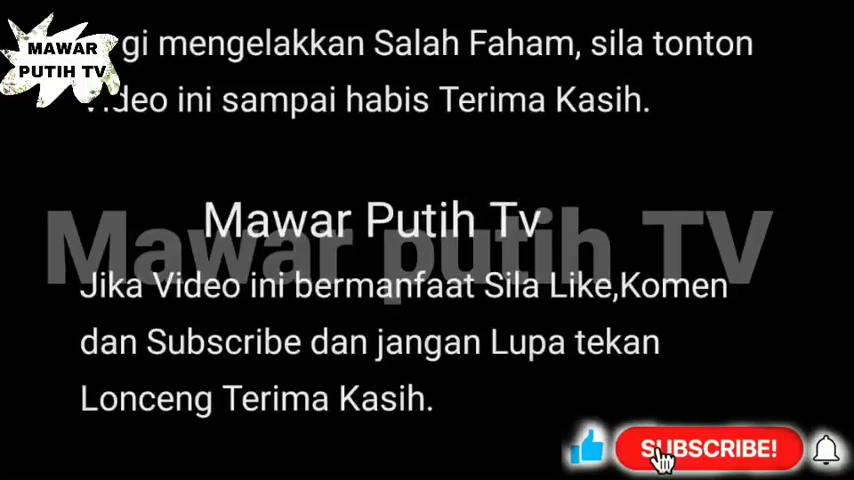 MAWAR
PUTIH TV
mengelakkan Salah Faham, sila tonton
Video ini sampai habis Terima Kasih.
Mawar Putih Tv
Mawar putih TV
Jika Video ini bermanfaat Sila Like,Komen
dan Subscribe dan jangan Lupa tekan
Lonceng Terima Kasih.
SUBSCRIBE!